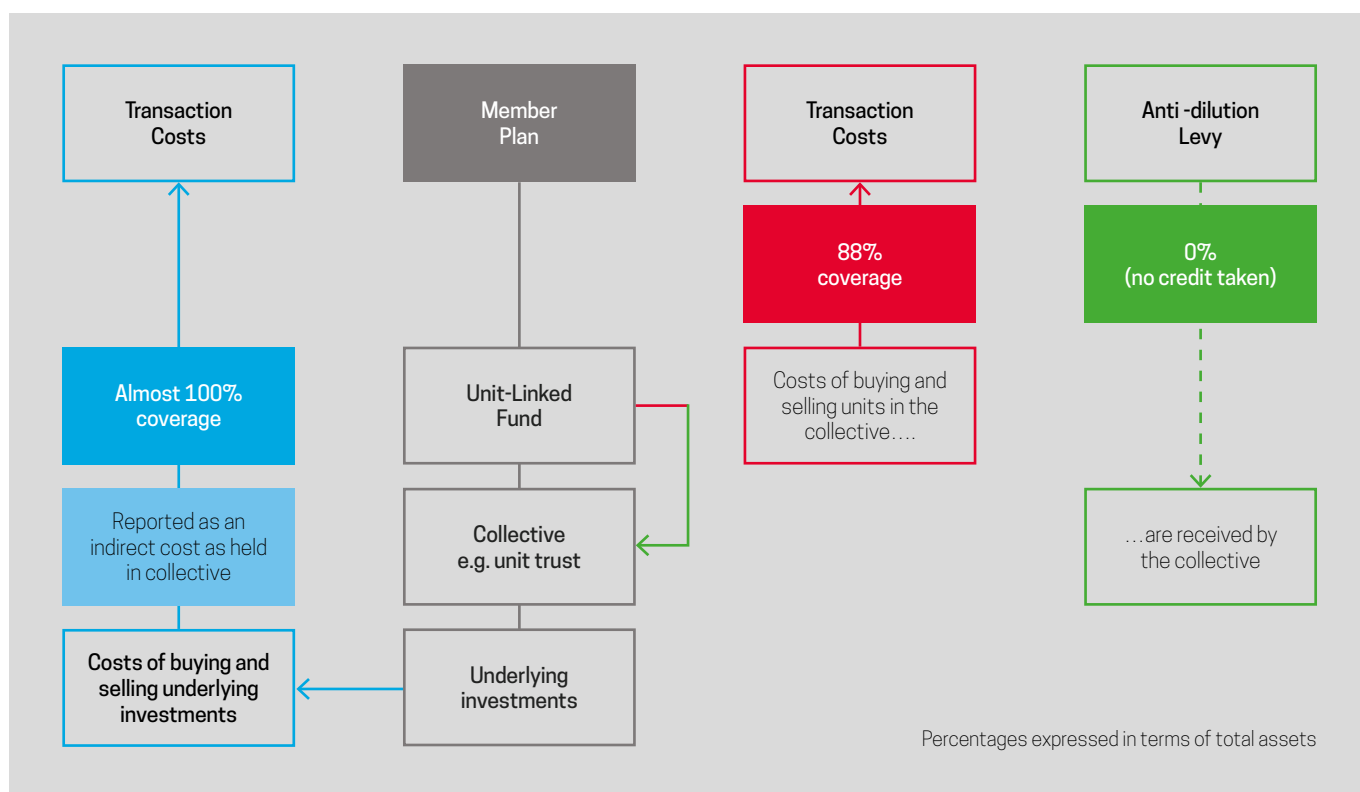 Transaction
Costs
Almost 100%
coverage
Reported as an
indirect cost as held
in collective
Costs of buying and
selling underlying
investments
Member
Plan
Unit-Linked
Fund
Collective
e.g. unit trust
Underlying
investments
Transaction
Costs
88%
coverage
Costs of buying and
selling units in the
collective....
Anti -dilution
Levy
0%
(no credit taken)
...are received by
the collective
Percentages expressed in terms of total assets